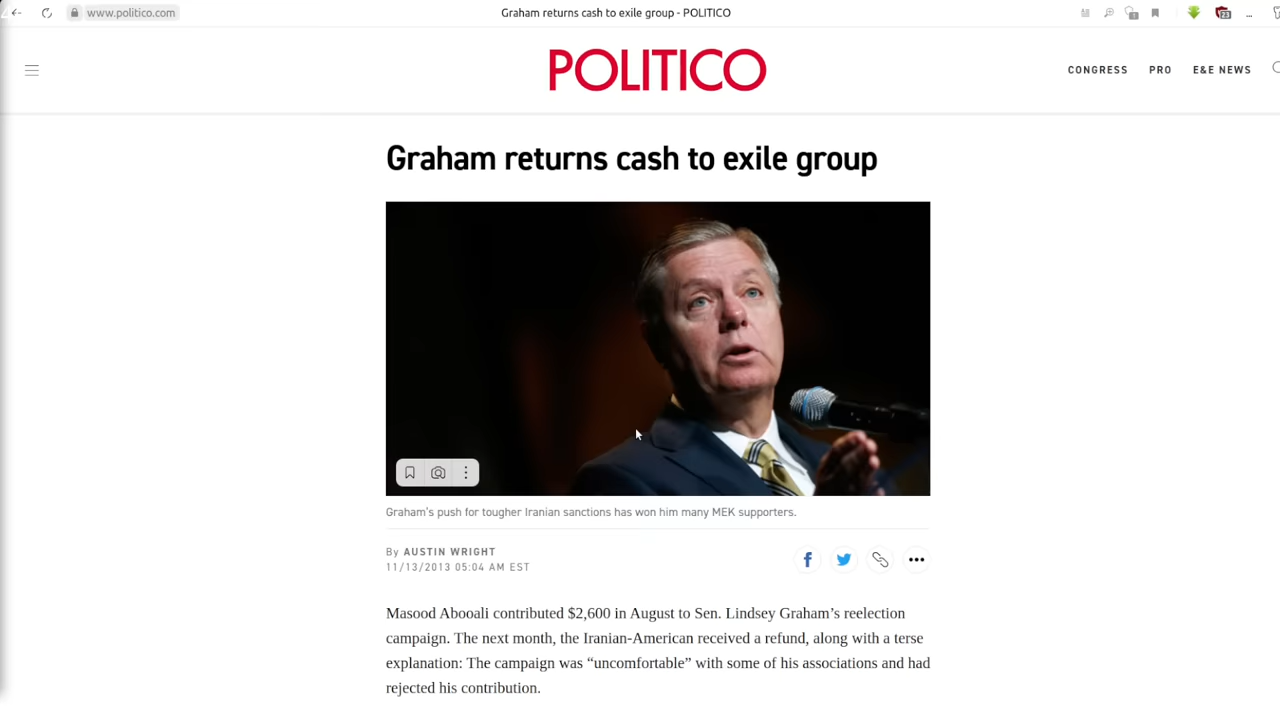 www.politico.com
Graham returns cash to exile group - POLITICO
23
POLITICO
CONGRESS PRO E&E NEWS
Graham returns cash to exile group
Graham's push for tougher Iranian sanctions has won him many MEK supporters.
By AUSTIN WRIGHT
11/13/2013 05:04 AM EST
Masood Abooali contributed $2,600 in August to Sen. Lindsey Graham’s reelection
campaign. The next month, the Iranian-American received a refund, along with a terse
explanation: The campaign was “uncomfortable” with some of his associations and had
rejected his contribution.